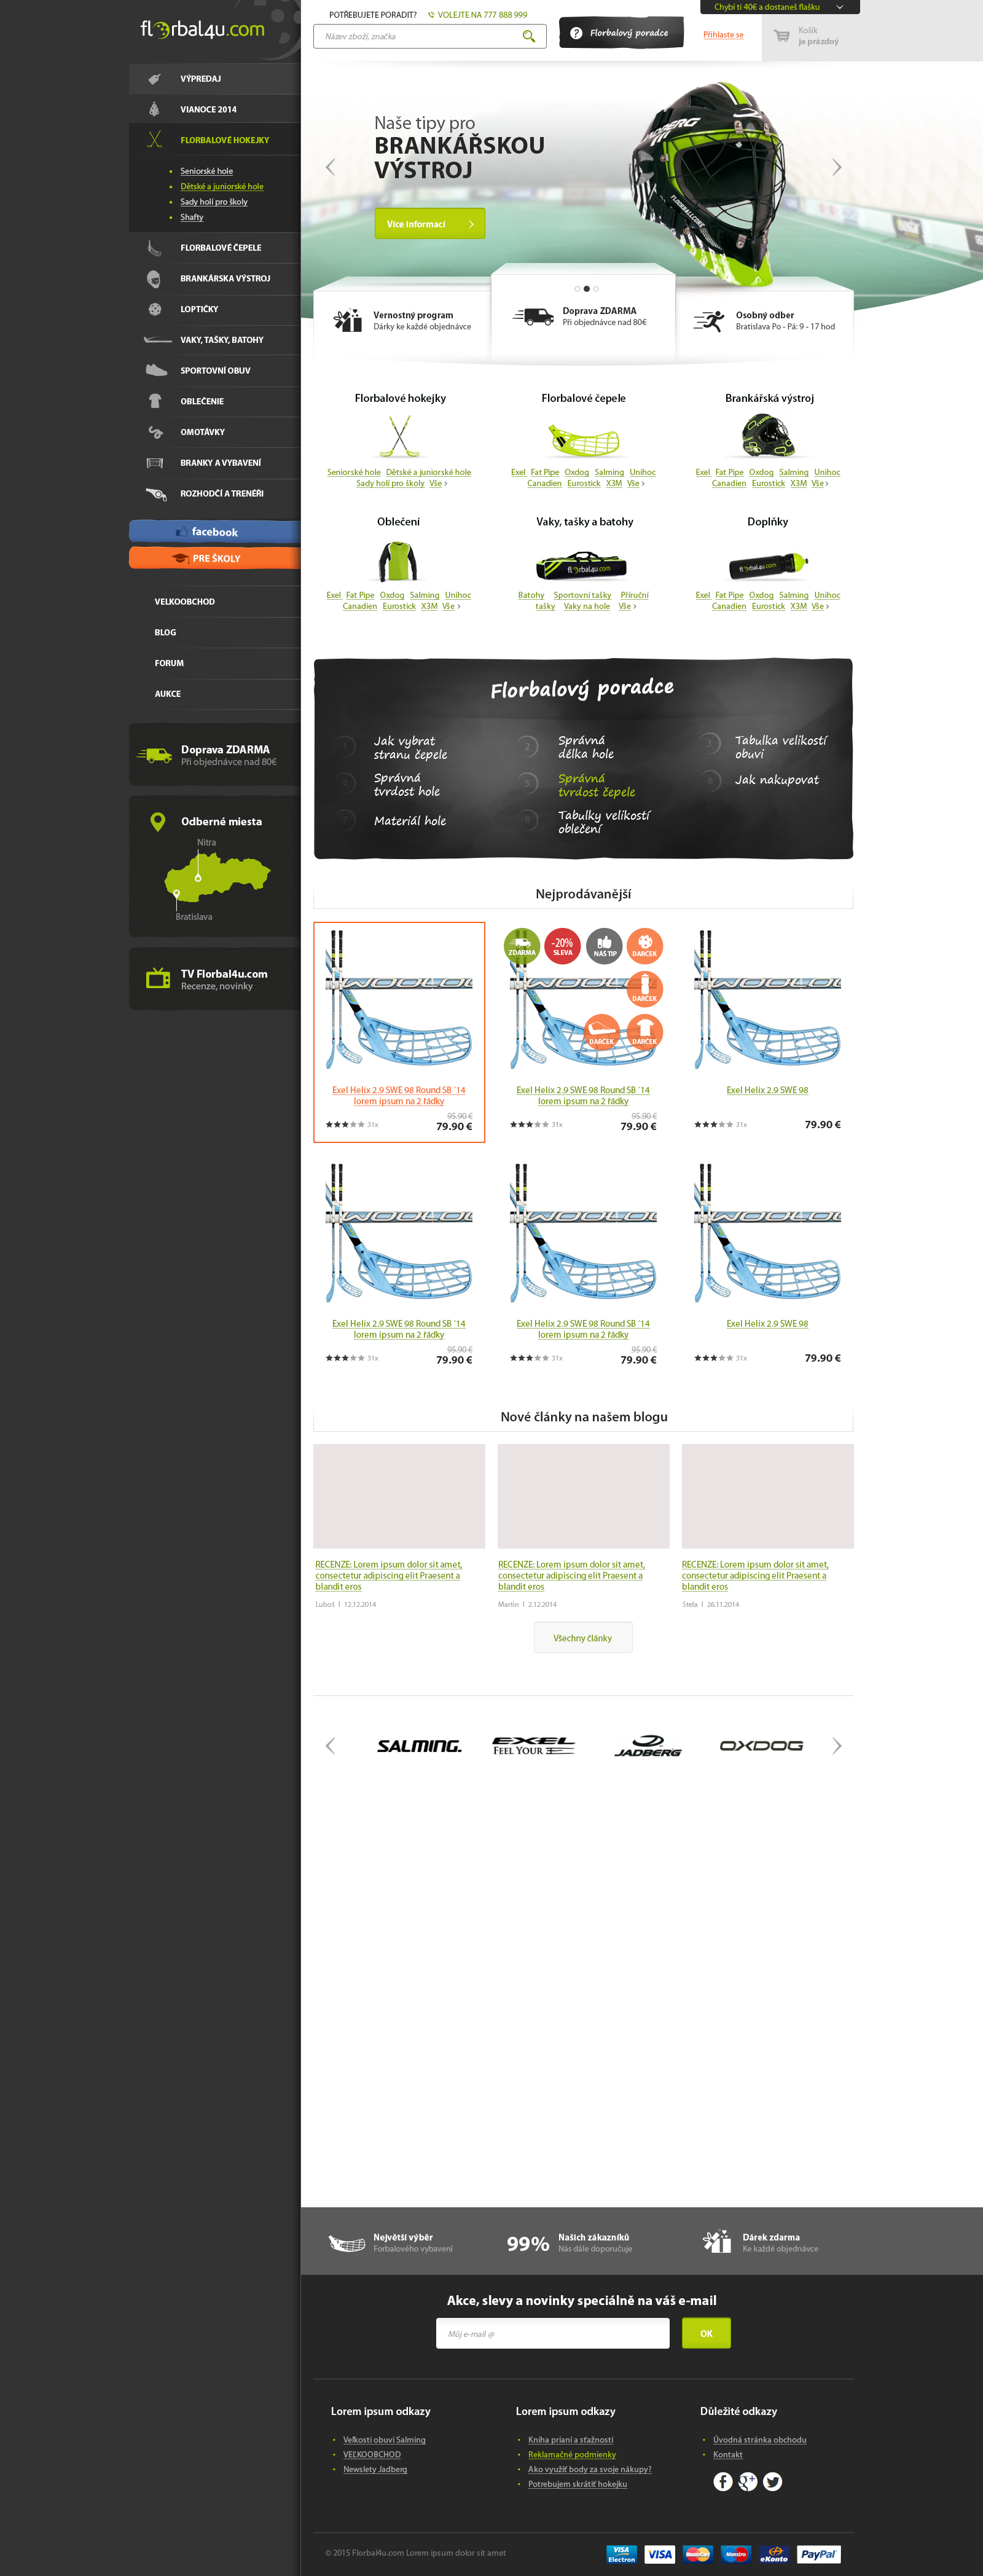 florbal4u.com
POTŘEBUJETE PORADIT? VOLEJTE NA 777 888 999
Název zboží, značka
Florbalový poradce
Přihlaste se
Chybí ti 40€ a dostaneš flašku
Košík
je prázdný
VÝPREDAJ
VIANOCE 2014
FLORBALOVÉ HOKEJKY
Seniorské hole
Dětské a juniorské hole
Sady holí pro školy
Shafty
FLORBALOVÉ ČEPELE
BRANKÁRSKA VÝSTROJ
LOPTIČKY
VAKY, TAŠKY, BATOHY
SPORTOVNÍ OBUV
OBLEČENIE
OMOTÁVKY
BRANKY A VYBAVENÍ
ROZHODČÍ A TRENÉŘI
facebook
PRE ŠKOLY
VELKOOBCHOD
BLOG
FORUM
AUKCE
Doprava ZDARMA
Při objednávce nad 80€
Odberné miesta
Nitra
Bratislava
TV Florbal4u.com
Recenze, novinky
Naše tipy pro
BRANKÁŘSKOU
VÝSTROJ
Více informací
Vernostný program
Dárky ke každé objednávce
Doprava ZDARMA
Při objednávce nad 80€
Osobný odber
Bratislava Po - Pá: 9 - 17 hod
Florbalové hokejky
Seniorské hole Dětské a juniorské hole
Sady holí pro školy Vše
Florbalové čepele
Exel Fat Pipe Oxdog Salming Unihoc
Canadien Eurostick X3M Vše
Brankářská výstroj
Exel Fat Pipe Oxdog Salming Unihoc
Canadien Eurostick X3M Vše
Oblečení
Exel Fat Pipe Oxdog Salming Unihoc
Canadien Eurostick X3M Vše
Vaky, tašky a batohy
florbal4u.com
Batohy Sportovní tašky Příruční
tašky Vaky na hole Vše
Doplňky
florbal4u.com
Exel Fat Pipe Oxdog Salming Unihoc
Canadien Eurostick X3M Vše
Florbalový poradce
1 Jak vybrat
stranu čepele
2 Správná
délka hole
3 Tabulka velikostí
obuvi
4 Správná
tvrdost hole
5 Správná
tvrdost čepele
6 Jak nakupovat
7 Materiál hole
8 Tabulky velikostí
oblečení
Nejprodávanější
Exel Helix 2.9 SWE 98 Round SB ´14
lorem ipsum na 2 řádky
95.90 €
31x 79.90 €
ZDARMA
-20%
SLEVA
NÁŠ TIP
DARČEK
DARČEK
DARČEK
DARČEK
Exel Helix 2.9 SWE 98 Round SB ´14
lorem ipsum na 2 řádky
95.90 €
31x 79.90 €
Exel Helix 2.9 SWE 98
31x 79.90 €
Exel Helix 2.9 SWE 98 Round SB ´14
lorem ipsum na 2 řádky
95.90 €
31x 79.90 €
Exel Helix 2.9 SWE 98 Round SB ´14
lorem ipsum na 2 řádky
95.90 €
31x 79.90 €
Exel Helix 2.9 SWE 98
31x 79.90 €
Nové články na našem blogu
RECENZE: Lorem ipsum dolor sit amet,
consectetur adipiscing elit Praesent a
blandit eros
Luboš I 12.12.2014
RECENZE: Lorem ipsum dolor sit amet,
consectetur adipiscing elit Praesent a
blandit eros
Martin I 2.12.2014
RECENZE: Lorem ipsum dolor sit amet,
consectetur adipiscing elit Praesent a
blandit eros
Stela I 26.11.2014
Všechny články
SALMING.
EXEL
FEEL YOUR
JADBERG
OXDOG
Největší výběr
Forbalového vybavení
99%
Našich zákazníků
Nás dále doporučuje
Dárek zdarma
Ke každé objednávce
Akce, slevy a novinky speciálně na váš e-mail
Můj e-mail @
OK
Lorem ipsum odkazy
Veľkosti obuvi Salming
VEĽKOOBCHOD
Newslety Jadberg
Lorem ipsum odkazy
Kniha prianí a sťažností
Reklamačné podmienky
Ako využiť body za svoje nákupy?
Potrebujem skrátiť hokejku
Důležité odkazy
Úvodná stránka obchodu
Kontakt
© 2015 Florbal4u.com Lorem ipsum dolor sit amet
VISA
Electron
VISA
MasterCard
Maestro
eKonto
PayPal